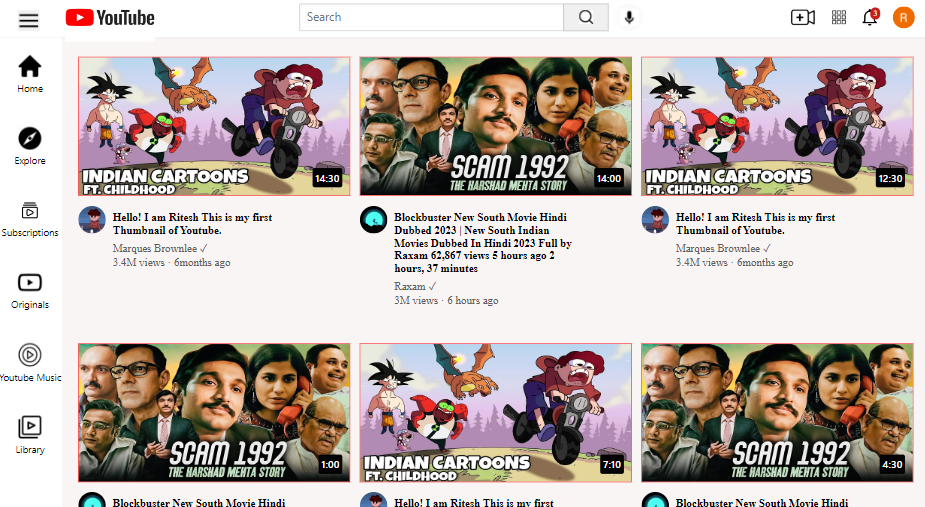 YouTube
Search
3
R
Home
Explore
Subscriptions
Originals
Youtube Music
Library
INDIAN CARTOONS
FT. CHILDHOOD
14:30
Hello! I am Ritesh This is my first
Thumbnail of Youtube.
Marques Brownlee ✓
3.4M views · 6months ago
SCAM 1992
THE HARSHAD MEHTA STORY
14:00
Blockbuster New South Movie Hindi
Dubbed 2023 | New South Indian
Movies Dubbed In Hindi 2023 Full by
Raxam 62,867 views 5 hours ago 2
hours, 37 minutes
Raxam ✓
3M views · 6 hours ago
INDIAN CARTOONS
FT. CHILDHOOD
12:30
Hello! I am Ritesh This is my first
Thumbnail of Youtube.
Marques Brownlee ✓
3.4M views · 6months ago
SCAM 1992
THE HARSHAD MEHTA STORY
1:00
Blockbuster New South Movie Hindi
INDIAN CARTOONS
FT. CHILDHOOD
7:10
Hello! I am Ritesh This is my first
SCAM 1992
THE HARSHAD MEHTA STORY
4:30
Blockbuster New South Movie Hindi